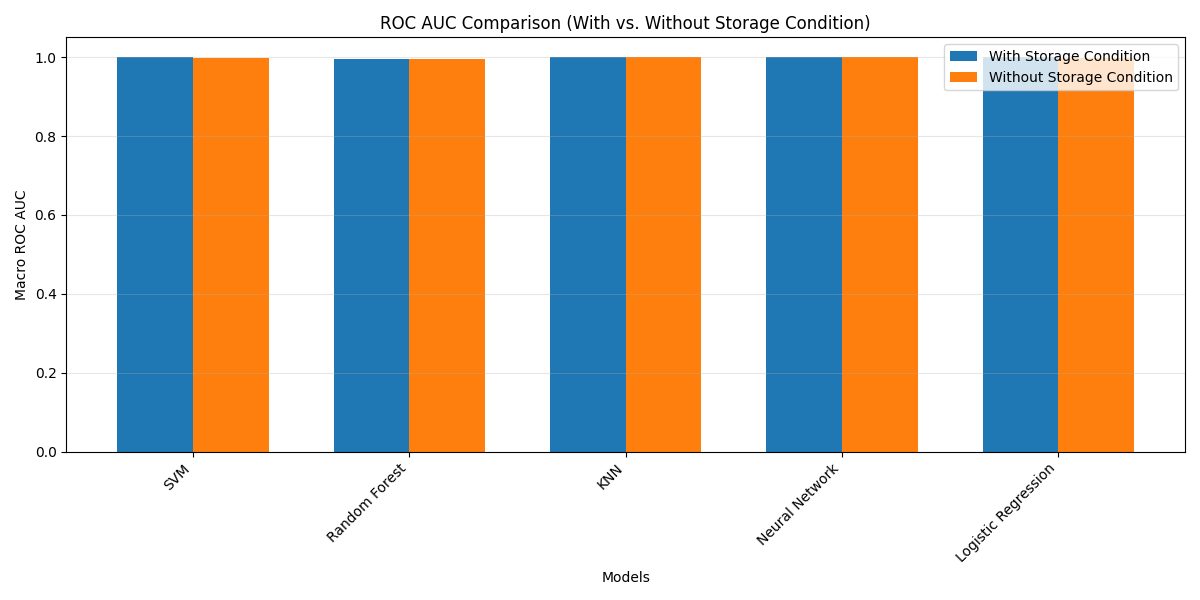 ROC AUC Comparison (With vs. Without Storage Condition)
With Storage Condition
Without Storage Condition
Macro ROC AUC
1.0
0.8
0.6
0.4
0.2
0.0
SVM
Random Forest
KNN
Neural Network
Logistic Regression
Models